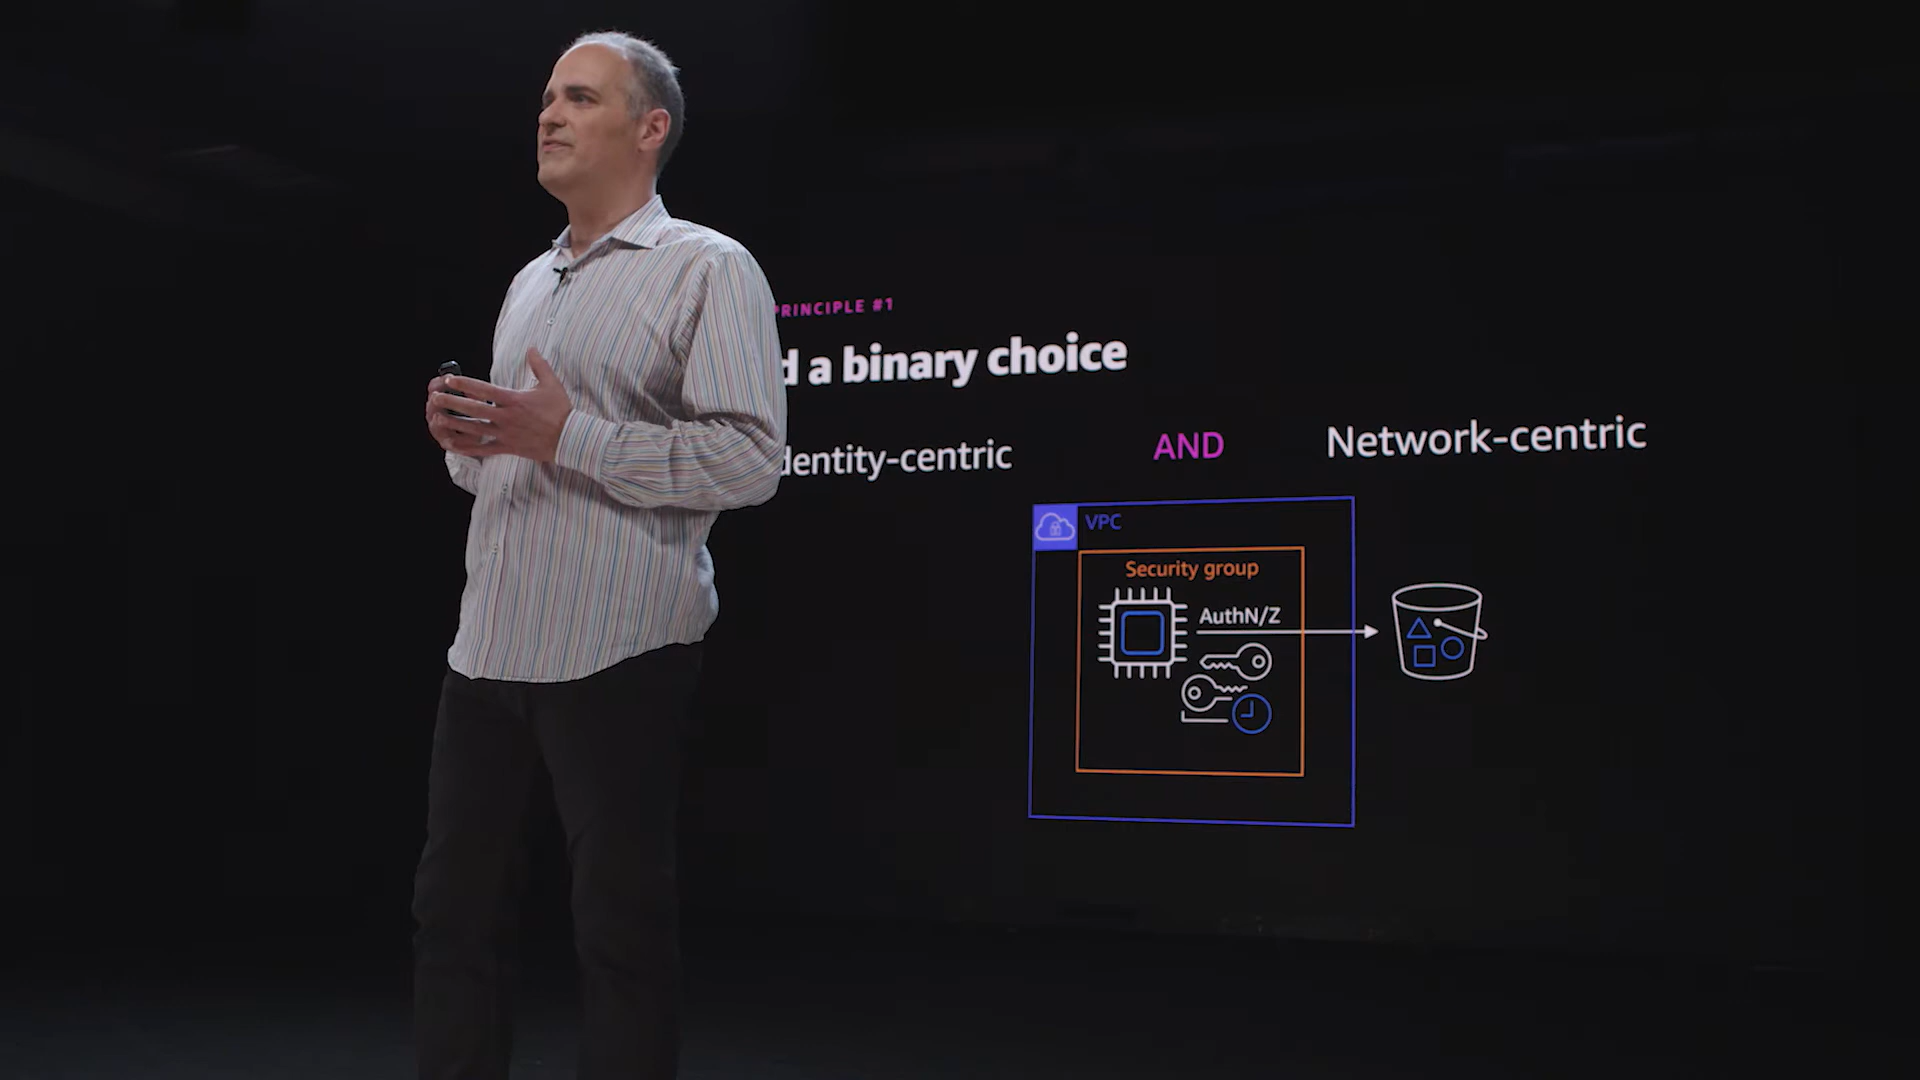 PRINCIPLE #1
a binary choice
dentity-centric AND Network-centric
VPC
Security group
AuthN/Z